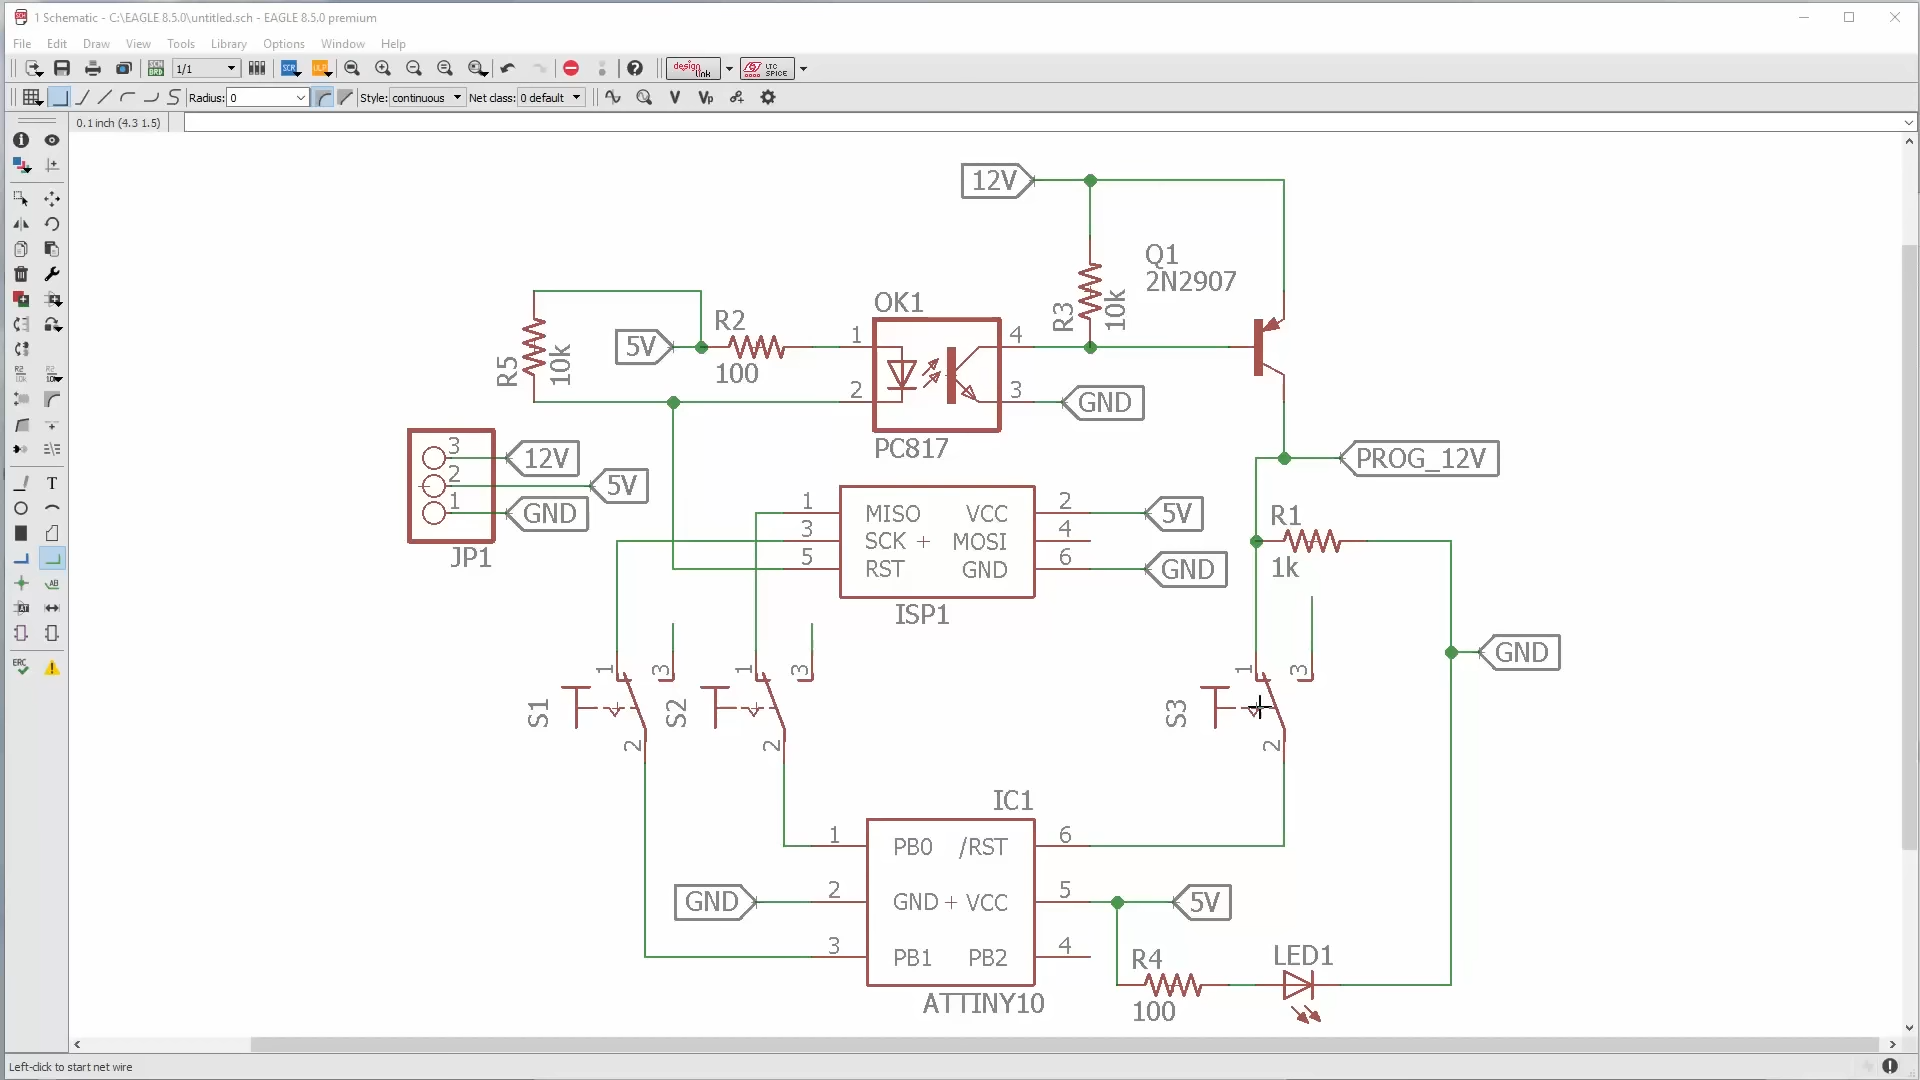 1 Schematic - C:\EAGLE 8.5.0\untitled.sch - EAGLE 8.5.0 premium
File Edit Draw View Tools Library Options Window Help
1/1 SCR ULP design link LTC SPICE
Radius: 0 Style: continuous Net class: 0 default V Vp
0.1 inch (4.3 1.5)
12V
Q1
2N2907
R3
10k
OK1
1 4
2 3
PC817
GND
R2
100
5V
R5
10k
3 12V
2 5V
1 GND
JP1
PROG_12V
R1
1k
1 MISO VCC 2 5V
3 SCK + MOSI 4
5 RST GND 6 GND
ISP1
GND
S1 1 3 2
S2 1 3 2
S3 1 3 2
IC1
1 PB0 /RST 6
GND 2 GND + VCC 5 5V
3 PB1 PB2 4
ATTINY10
R4
100
LED1
T
ERC
Left-click to start net wire